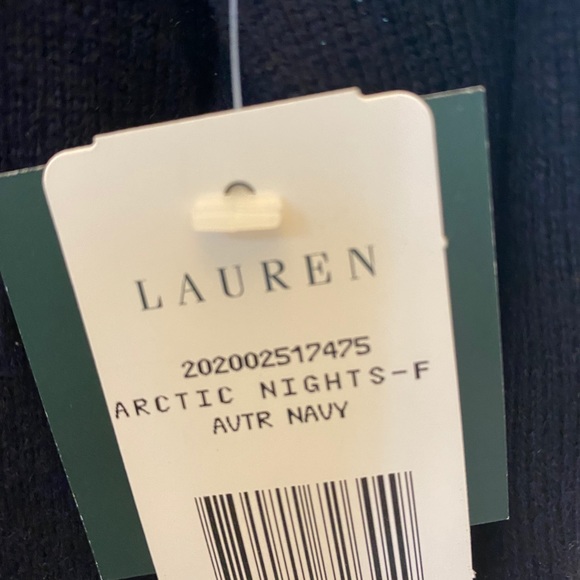 LAUREN
202002517475
ARCTIC NIGHTS-F
AVTR NAVY